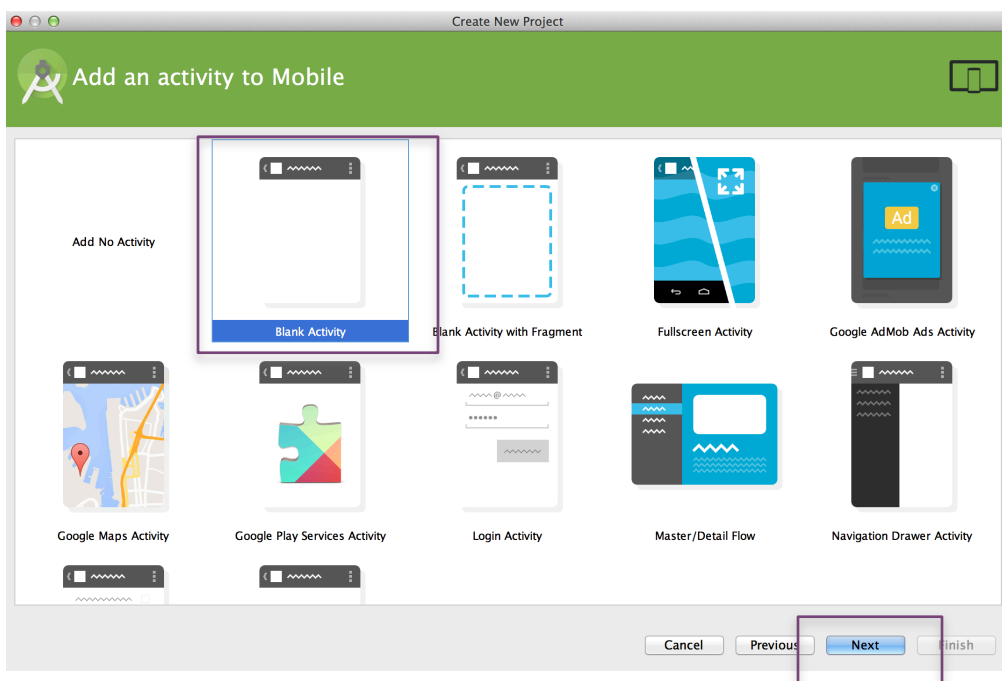 Create New Project
Add an activity to Mobile
Add No Activity
Blank Activity
Blank Activity with Fragment
Fullscreen Activity
Ad
Google AdMob Ads Activity
@
Google Maps Activity
Google Play Services Activity
Login Activity
Master/Detail Flow
Navigation Drawer Activity
Cancel
Previous
Next
Finish